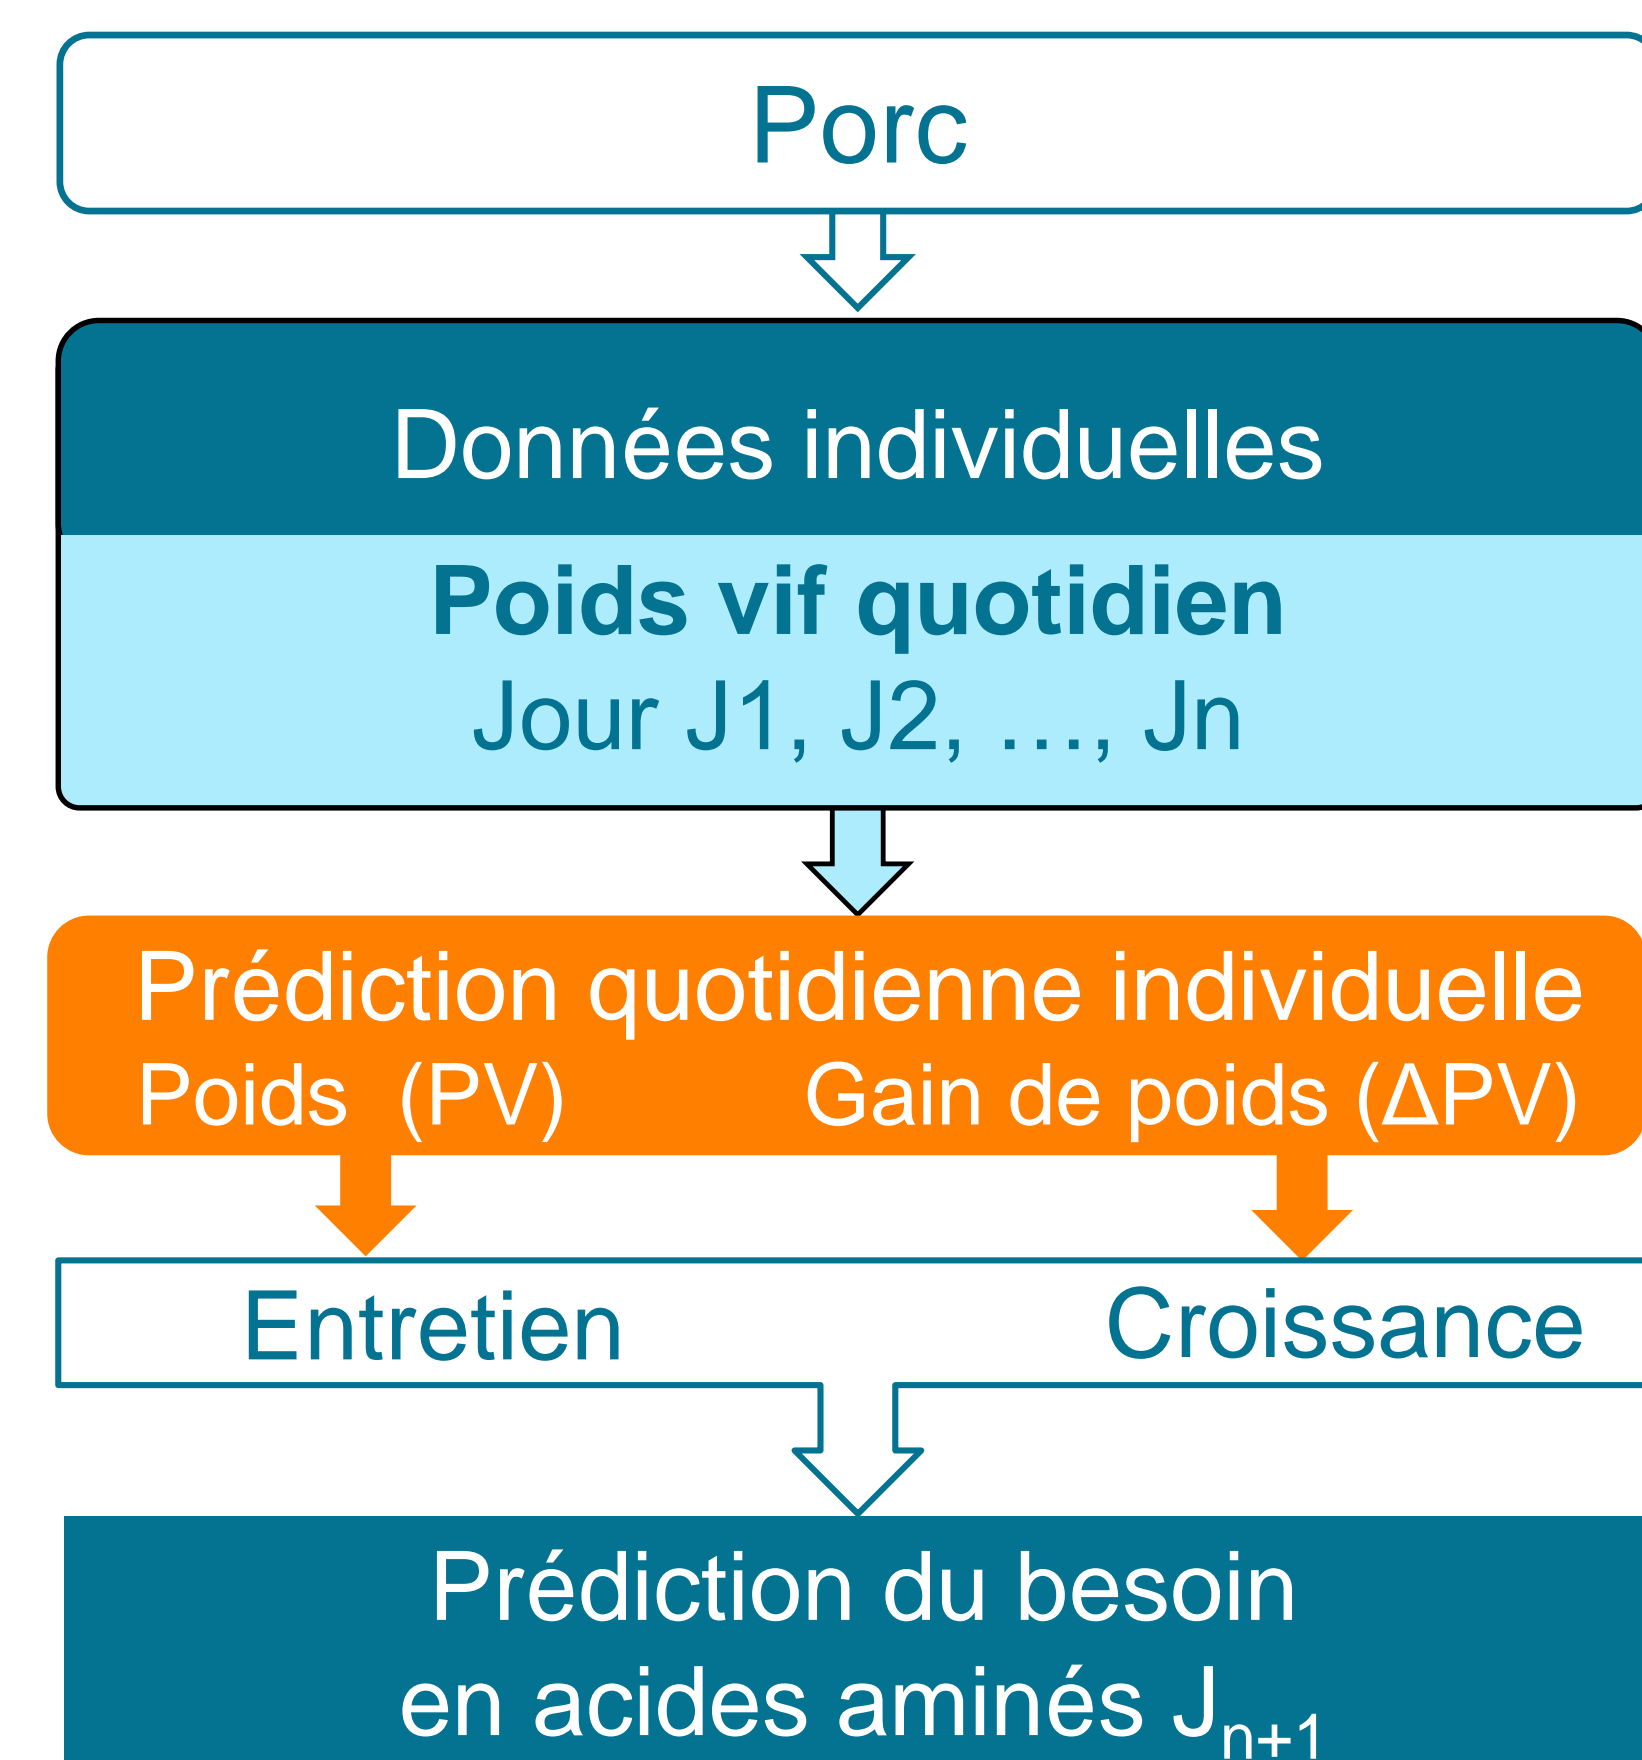 Porc
Données individuelles
Poids vif quotidien
Jour J1, J2, …, Jn
Prédiction quotidienne individuelle
Poids (PV) Gain de poids (ΔPV)
Entretien Croissance
Prédiction du besoin
en acides aminés Jn+1